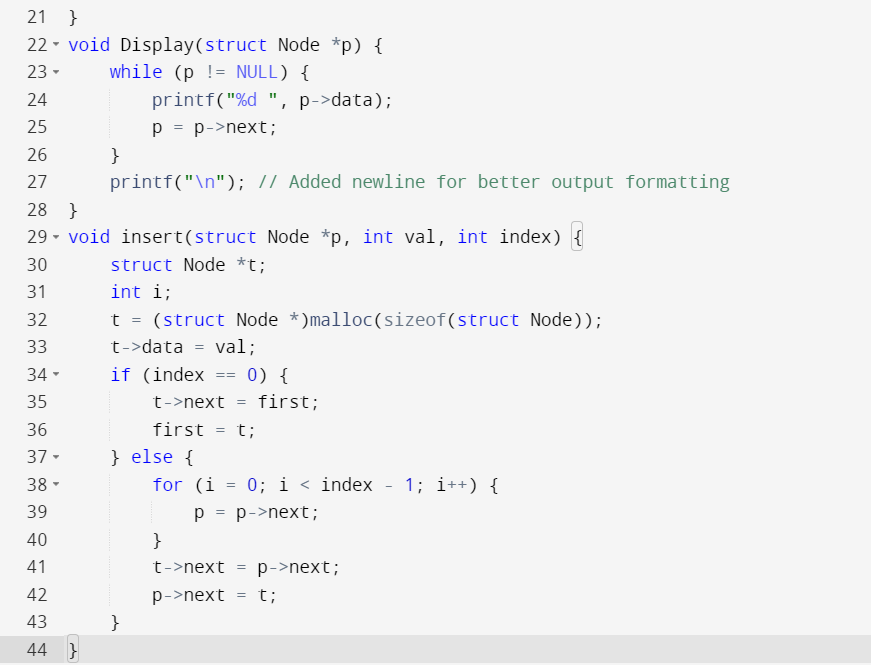 21 }
22 void Display(struct Node *p) {
23     while (p != NULL) {
24         printf("%d ", p->data);
25         p = p->next;
26     }
27     printf("\n"); // Added newline for better output formatting
28 }
29 void insert(struct Node *p, int val, int index) {
30     struct Node *t;
31     int i;
32     t = (struct Node *)malloc(sizeof(struct Node));
33     t->data = val;
34     if (index == 0) {
35         t->next = first;
36         first = t;
37     } else {
38         for (i = 0; i < index - 1; i++) {
39             p = p->next;
40         }
41         t->next = p->next;
42         p->next = t;
43     }
44 }